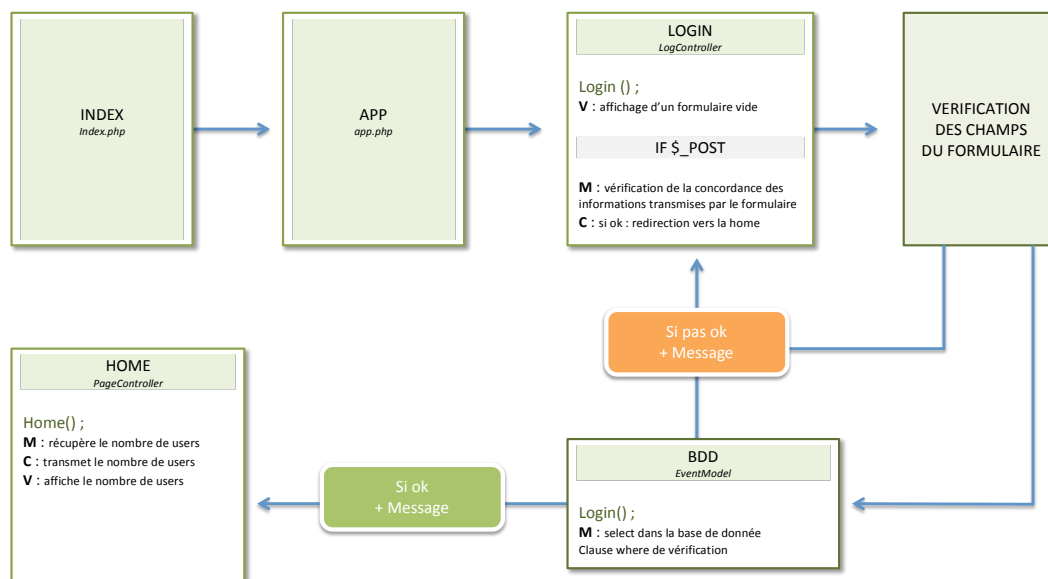 INDEX
Index.php
APP
app.php
LOGIN
LogController
Login () ;
V : affichage d'un formulaire vide
IF $_POST
M : vérification de la concordance des
informations transmises par le formulaire
C : si ok : redirection vers la home
VERIFICATION
DES CHAMPS
DU FORMULAIRE
Si pas ok
+ Message
HOME
PageController
Home() ;
M : récupère le nombre de users
C : transmet le nombre de users
V : affiche le nombre de users
Si ok
+ Message
BDD
EventModel
Login() ;
M : select dans la base de donnée
Clause where de vérification